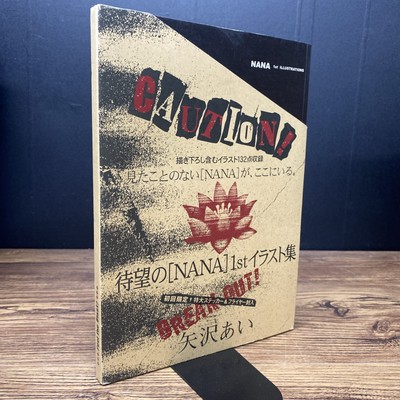 NANA 1st ILLUSTRATIONS
CAUTION!
描き下ろし含むイラスト132点収録
見たことのない[NANA]が、ここにいる。
待望の[NANA]1stイラスト集
初回限定!特大ステッカー&フライヤー封入
BREAK OUT!
矢沢あい